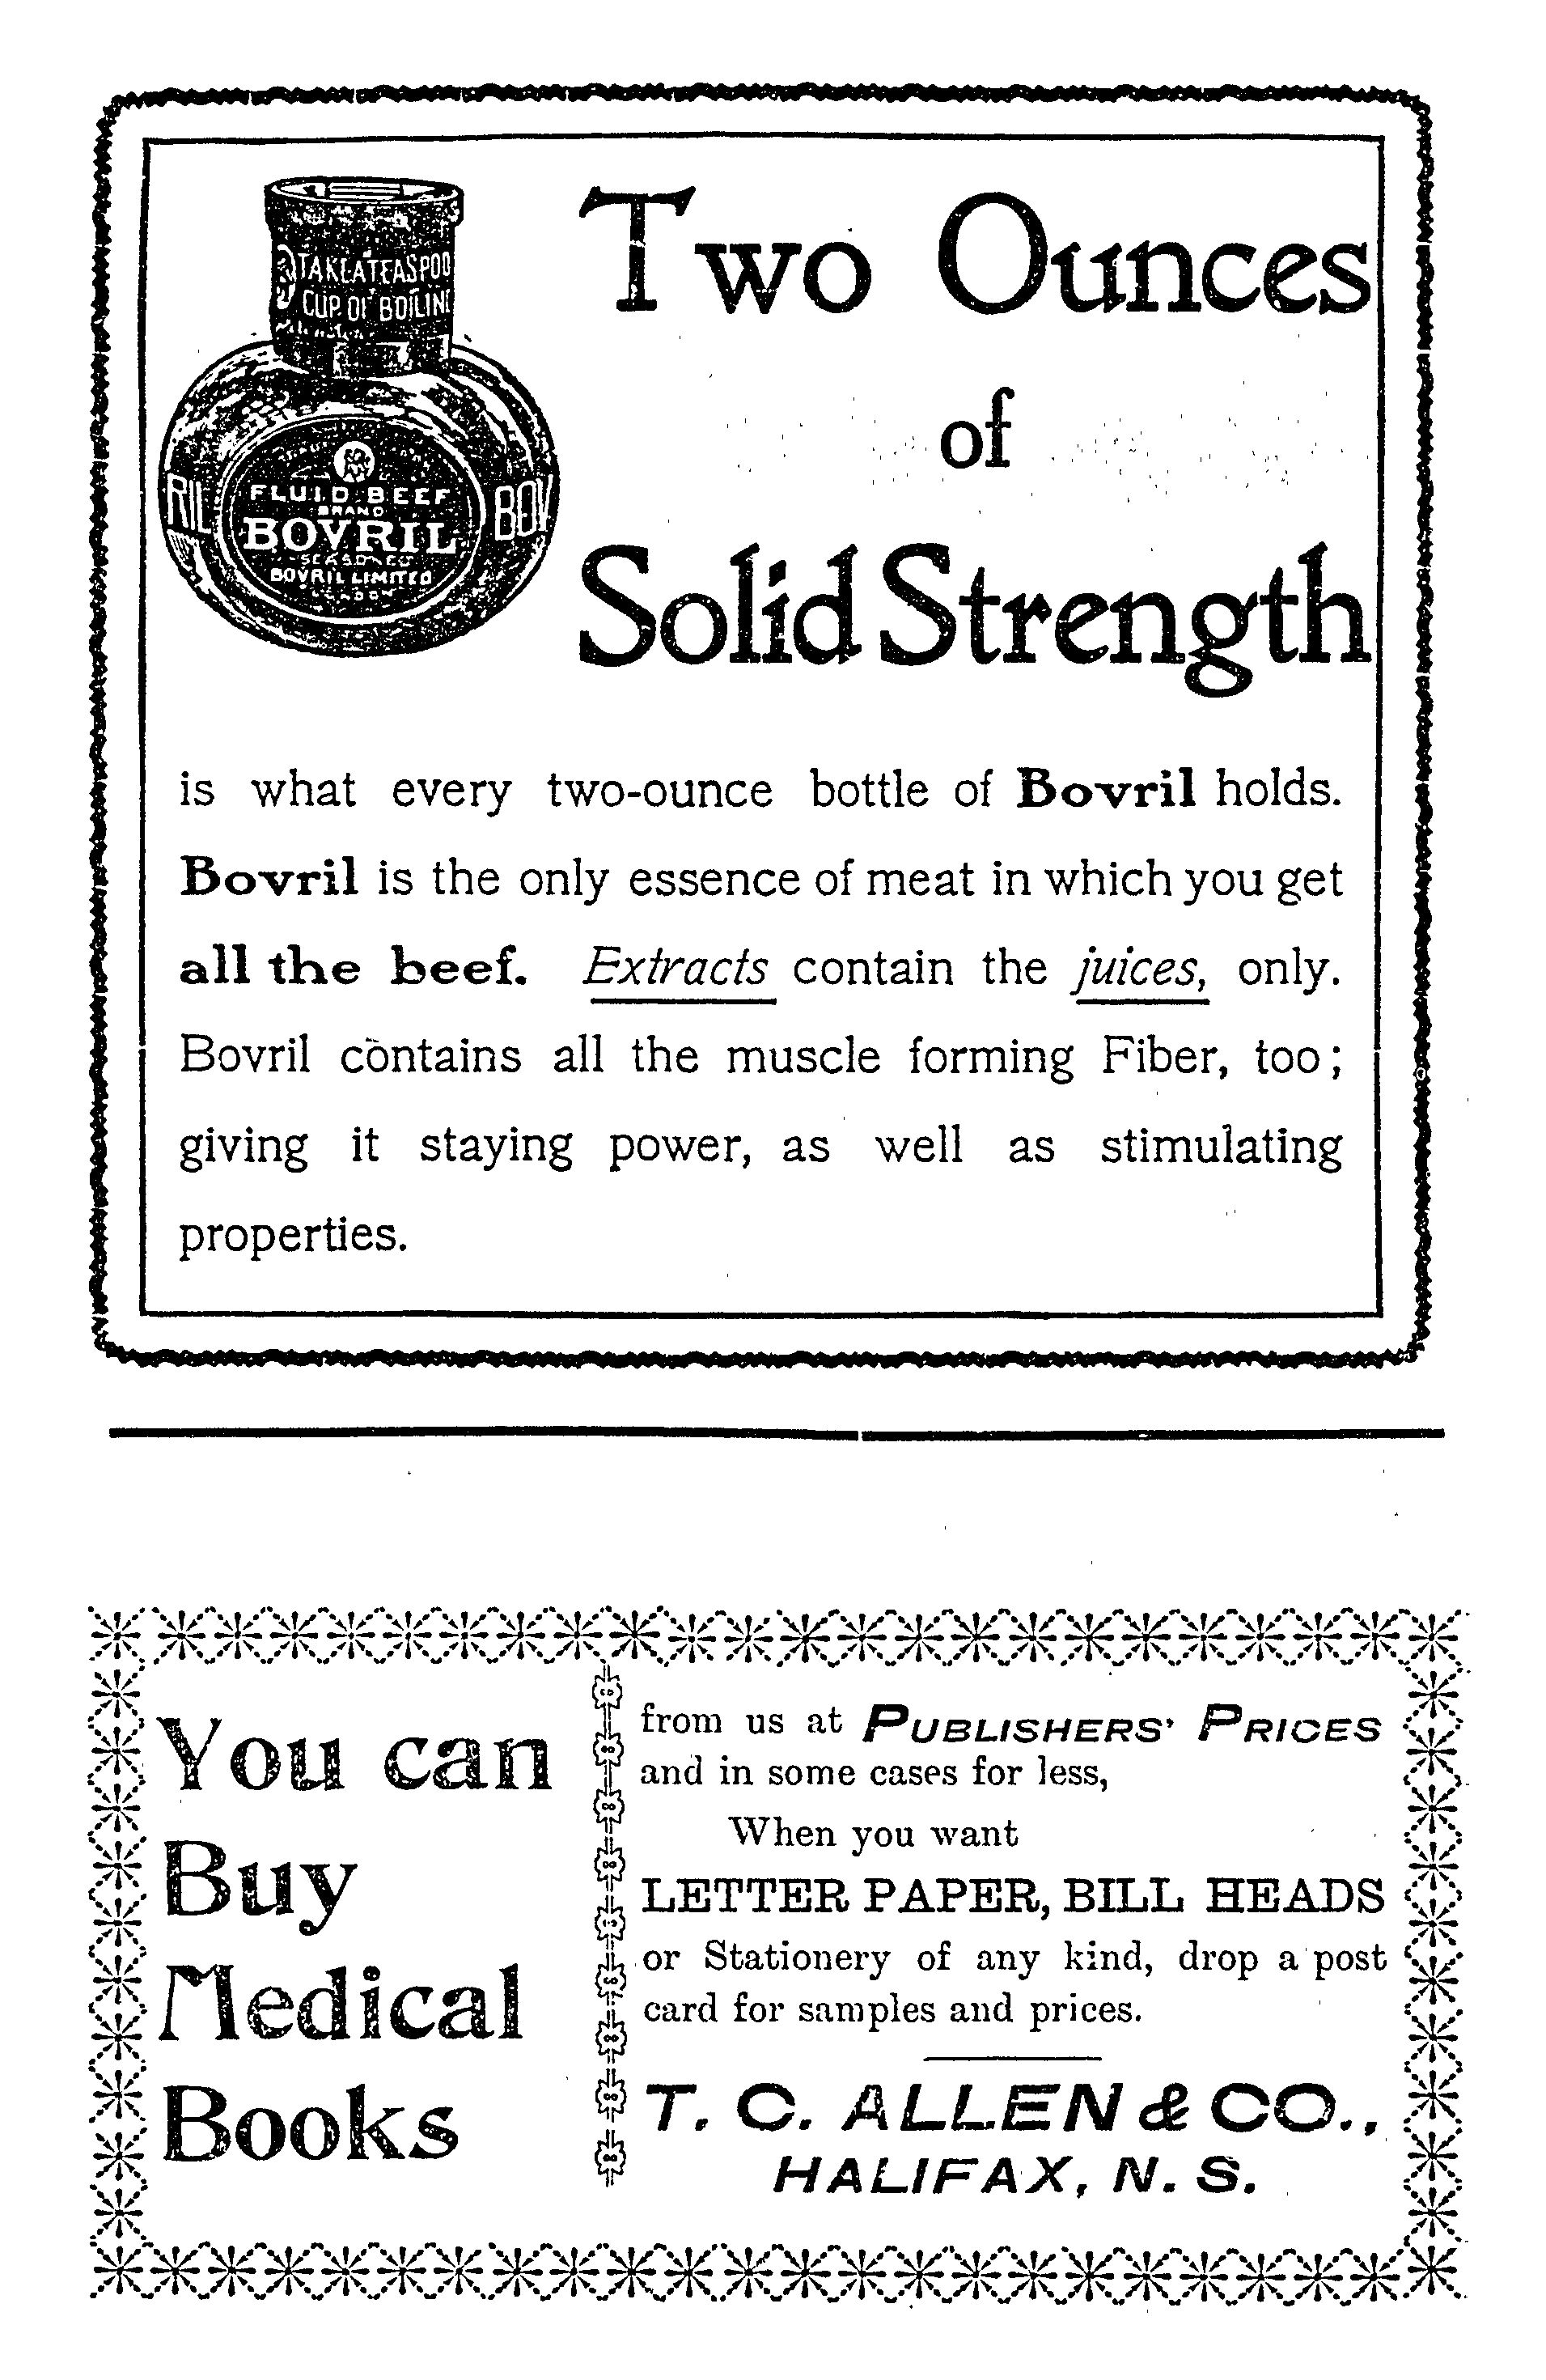 TAKE A TEASPOO
CUP OF BOILIN
FLUID BEEF
BRAND
BOVRIL
RIL
BOV
SEASONED
BOVRIL LIMITED
Two Ounces
of
Solid Strength
is what every two-ounce bottle of Bovril holds.
Bovril is the only essence of meat in which you get
all the beef. Extracts contain the juices, only.
Bovril contains all the muscle forming Fiber, too;
giving it staying power, as well as stimulating
properties.
You can
Buy
Medical
Books
from us at PUBLISHERS' PRICES
and in some cases for less,
When you want
LETTER PAPER, BILL HEADS
or Stationery of any kind, drop a post
card for samples and prices.
T. C. ALLEN & CO.,
HALIFAX, N. S.